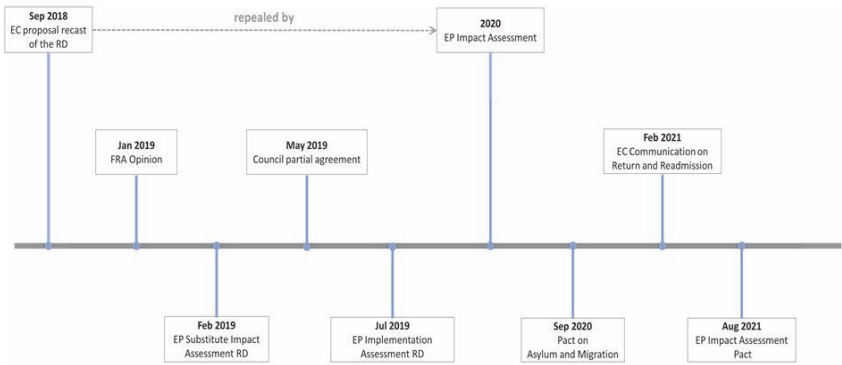 Sep 2018
EC proposal recast
of the RD
repealed by
2020
EP Impact Assessment
Jan 2019
FRA Opinion
May 2019
Council partial agreement
Feb 2021
EC Communication on
Return and Readmission
Feb 2019
EP Substitute Impact
Assessment RD
Jul 2019
EP Implementation
Assessment RD
Sep 2020
Pact on
Asylum and Migration
Aug 2021
EP Impact Assessment
Pact